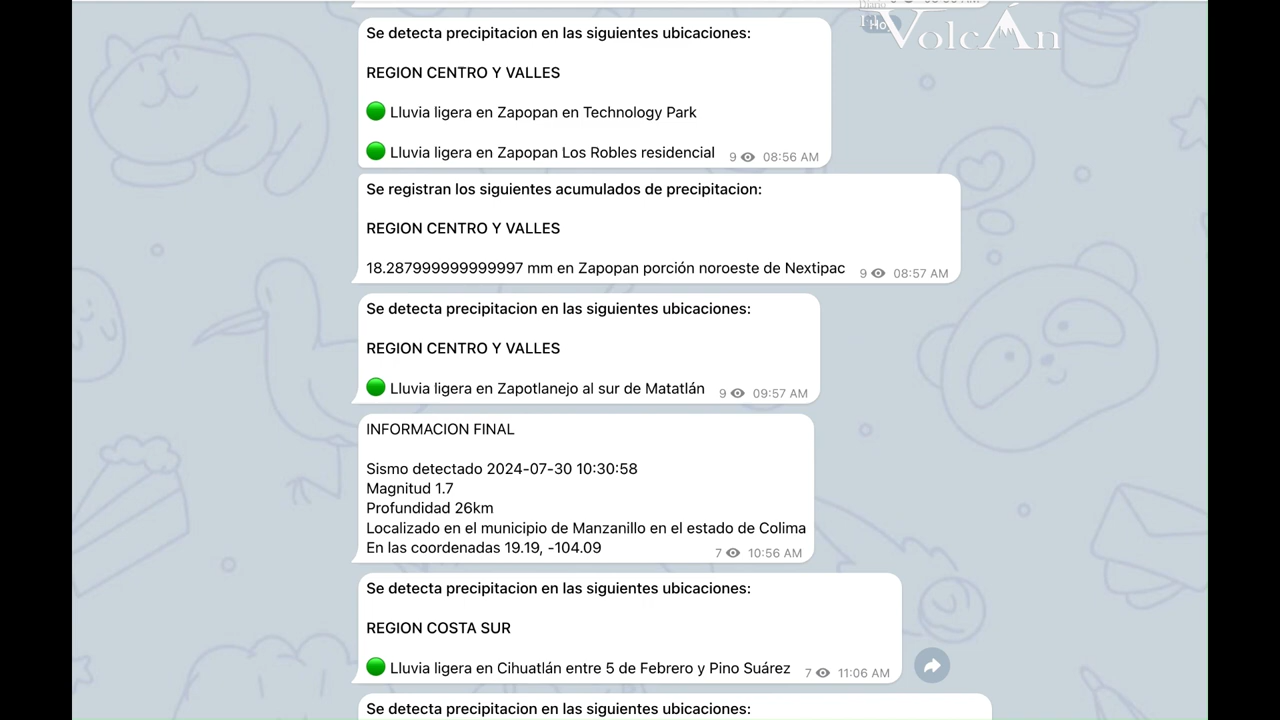 Diario
Volcán
Se detecta precipitacion en las siguientes ubicaciones:
REGION CENTRO Y VALLES
Lluvia ligera en Zapopan en Technology Park
Lluvia ligera en Zapopan Los Robles residencial
9 08:56 AM
Se registran los siguientes acumulados de precipitacion:
REGION CENTRO Y VALLES
18.287999999999997 mm en Zapopan porción noroeste de Nextipac
9 08:57 AM
Se detecta precipitacion en las siguientes ubicaciones:
REGION CENTRO Y VALLES
Lluvia ligera en Zapotlanejo al sur de Matatlán
9 09:57 AM
INFORMACION FINAL
Sismo detectado 2024-07-30 10:30:58
Magnitud 1.7
Profundidad 26km
Localizado en el municipio de Manzanillo en el estado de Colima
En las coordenadas 19.19, -104.09
7 10:56 AM
Se detecta precipitacion en las siguientes ubicaciones:
REGION COSTA SUR
Lluvia ligera en Cihuatlán entre 5 de Febrero y Pino Suárez
7 11:06 AM
Se detecta precipitacion en las siguientes ubicaciones: